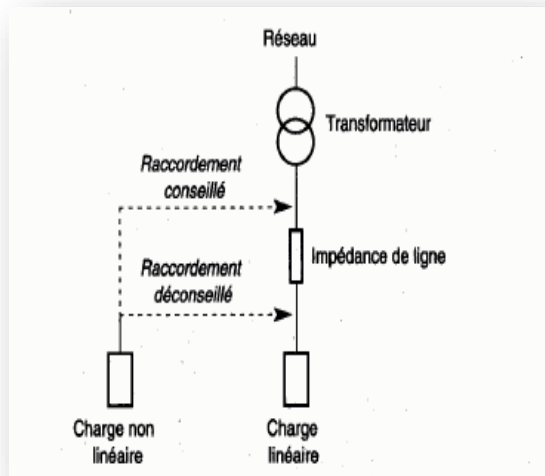 Réseau
Transformateur
Raccordement
conseillé
Impédance de ligne
Raccordement
déconseillé
Charge non
linéaire
Charge
linéaire